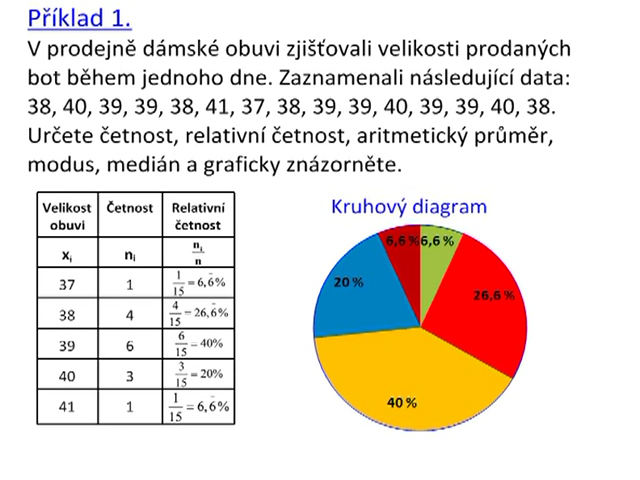 Příklad 1.
V prodejně dámské obuvi zjišťovali velikosti prodaných
bot během jednoho dne. Zaznamenali následující data:
38, 40, 39, 39, 38, 41, 37, 38, 39, 39, 40, 39, 39, 40, 38.
Určete četnost, relativní četnost, aritmetický průměr,
modus, medián a graficky znázorněte.
Velikost obuvi Četnost Relativní četnost
xᵢ nᵢ nᵢ/n
37 1 1/15 = 6,6̄%
38 4 4/15 = 26,6̄%
39 6 6/15 = 40%
40 3 3/15 = 20%
41 1 1/15 = 6,6̄%
Kruhový diagram
6,6 % 6,6 %
20 %
26,6 %
40 %